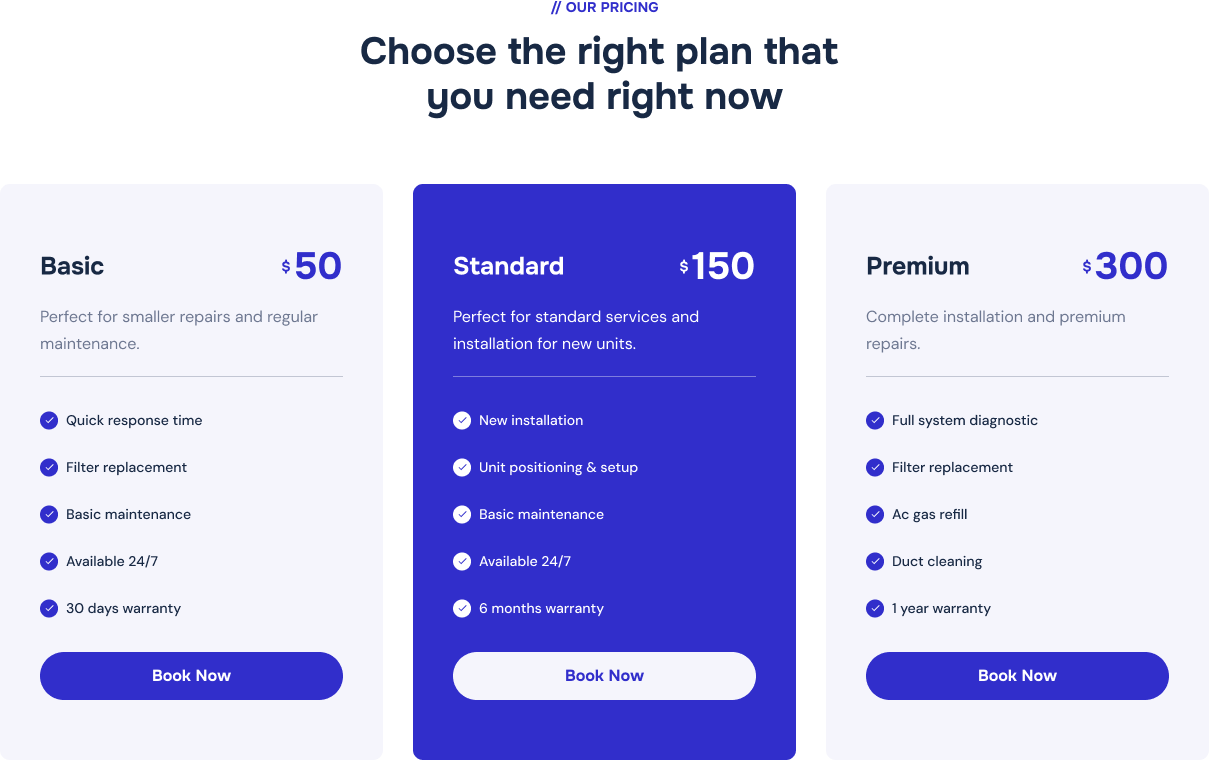 // OUR PRICING
Choose the right plan that
you need right now
Basic
$50
Perfect for smaller repairs and regular
maintenance.
Quick response time
Filter replacement
Basic maintenance
Available 24/7
30 days warranty
Book Now
Standard
$150
Perfect for standard services and
installation for new units.
New installation
Unit positioning & setup
Basic maintenance
Available 24/7
6 months warranty
Book Now
Premium
$300
Complete installation and premium
repairs.
Full system diagnostic
Filter replacement
Ac gas refill
Duct cleaning
1 year warranty
Book Now